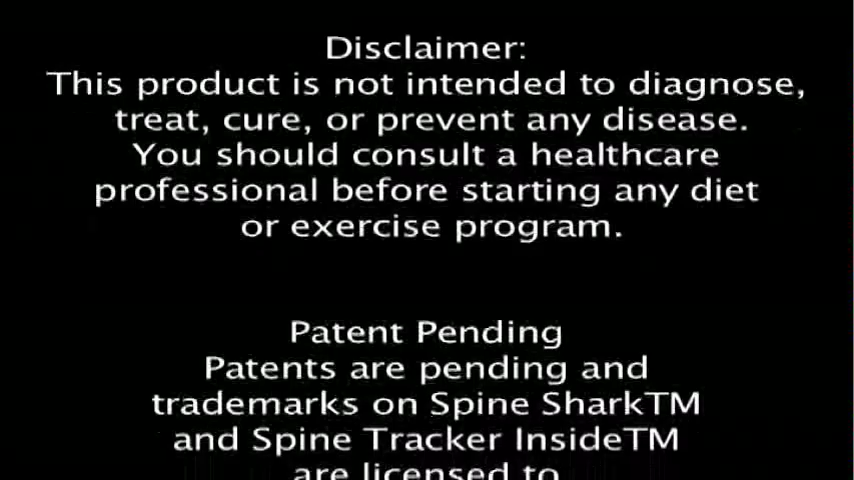 Disclaimer:
This product is not intended to diagnose,
treat, cure, or prevent any disease.
You should consult a healthcare
professional before starting any diet
or exercise program.
Patent Pending
Patents are pending and
trademarks on Spine SharkTM
and Spine Tracker InsideTM
are licensed to